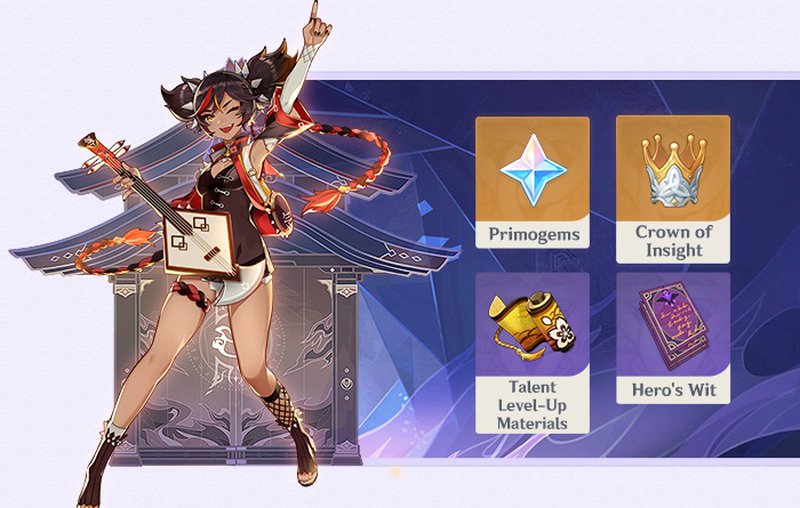 Primogems
Crown of
Insight
Talent
Level-Up
Materials
Hero's Wit